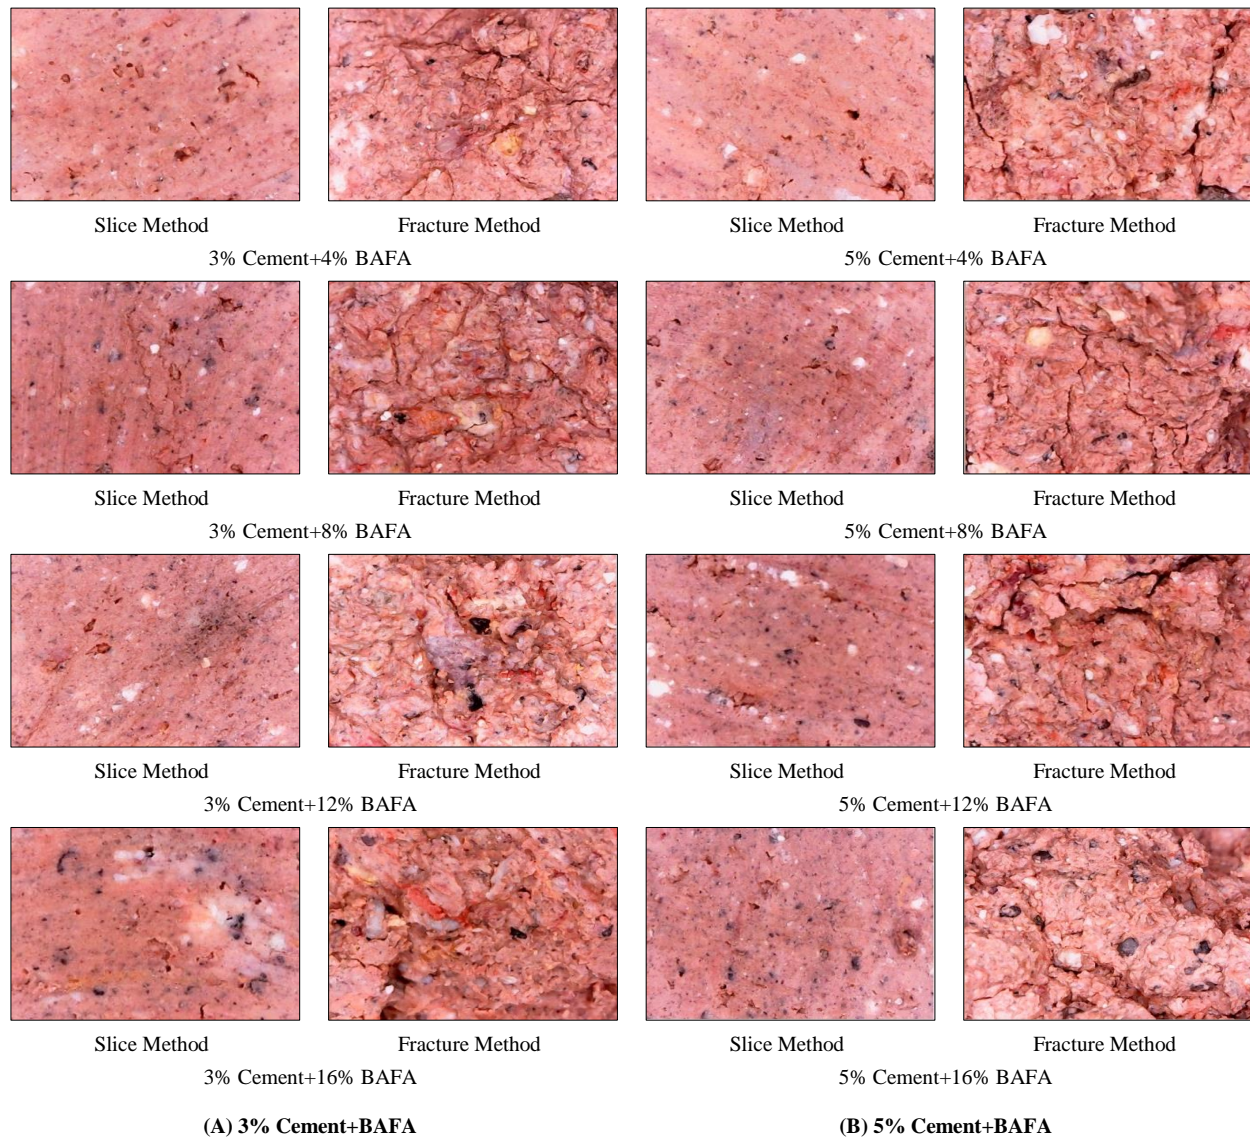 Slice Method Fracture Method Slice Method Fracture Method
3% Cement+4% BAFA 5% Cement+4% BAFA
Slice Method Fracture Method Slice Method Fracture Method
3% Cement+8% BAFA 5% Cement+8% BAFA
Slice Method Fracture Method Slice Method Fracture Method
3% Cement+12% BAFA 5% Cement+12% BAFA
Slice Method Fracture Method Slice Method Fracture Method
3% Cement+16% BAFA 5% Cement+16% BAFA
(A) 3% Cement+BAFA (B) 5% Cement+BAFA